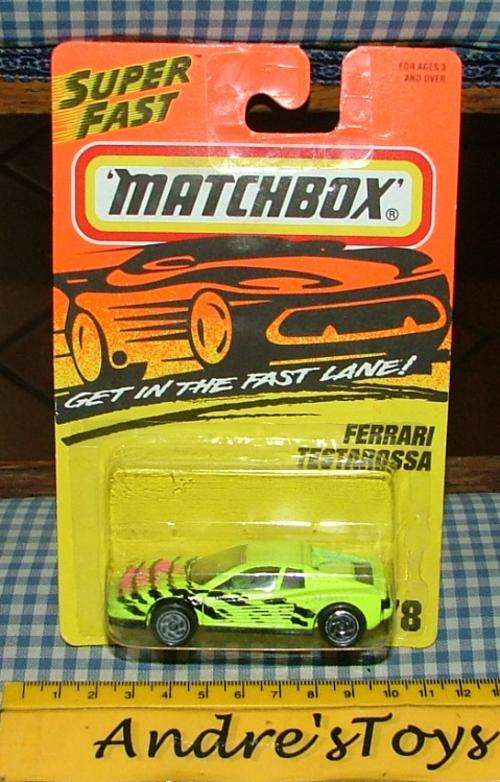 SUPER
FAST
FOR AGES 3
AND OVER
'MATCHBOX'®
GET IN THE FAST LANE!
FERRARI
TESTAROSSA
1 2 3 4 5 6 7 8 9 10 11 12
Andre'sToys